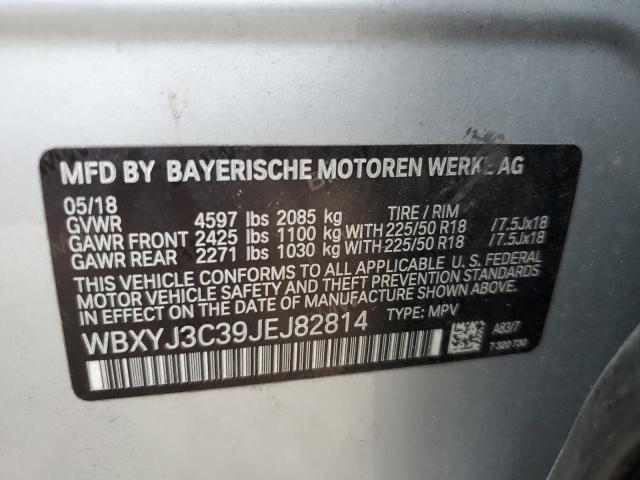 MFD BY BAYERISCHE MOTOREN WERKE AG
05/18
GVWR 4597 lbs 2085 kg TIRE / RIM
GAWR FRONT 2425 lbs 1100 kg WITH 225/50 R18 /7.5Jx18
GAWR REAR 2271 lbs 1030 kg WITH 225/50 R18 /7.5Jx18
THIS VEHICLE CONFORMS TO ALL APPLICABLE U. S. FEDERAL
MOTOR VEHICLE SAFETY AND THEFT PREVENTION STANDARDS
IN EFFECT ON THE DATE OF MANUFACTURE SHOWN ABOVE.
WBXYJ3C39JEJ82814 TYPE: MPV
A83/7
7 320 730